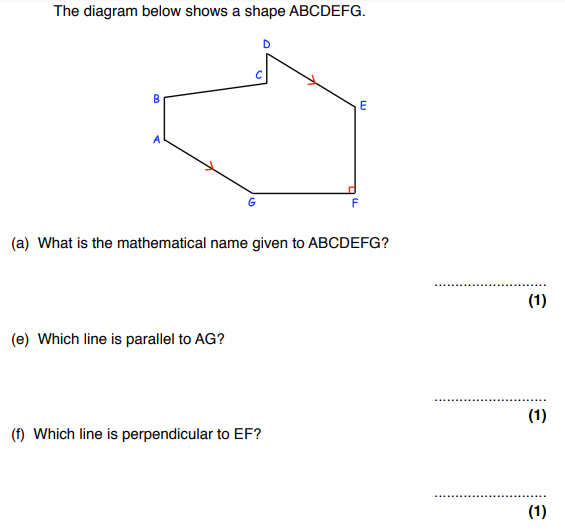 The diagram below shows a shape ABCDEFG.
D
C
B
E
A
G
F
(a) What is the mathematical name given to ABCDEFG?
...........................
(1)
(e) Which line is parallel to AG?
...........................
(1)
(f) Which line is perpendicular to EF?
...........................
(1)